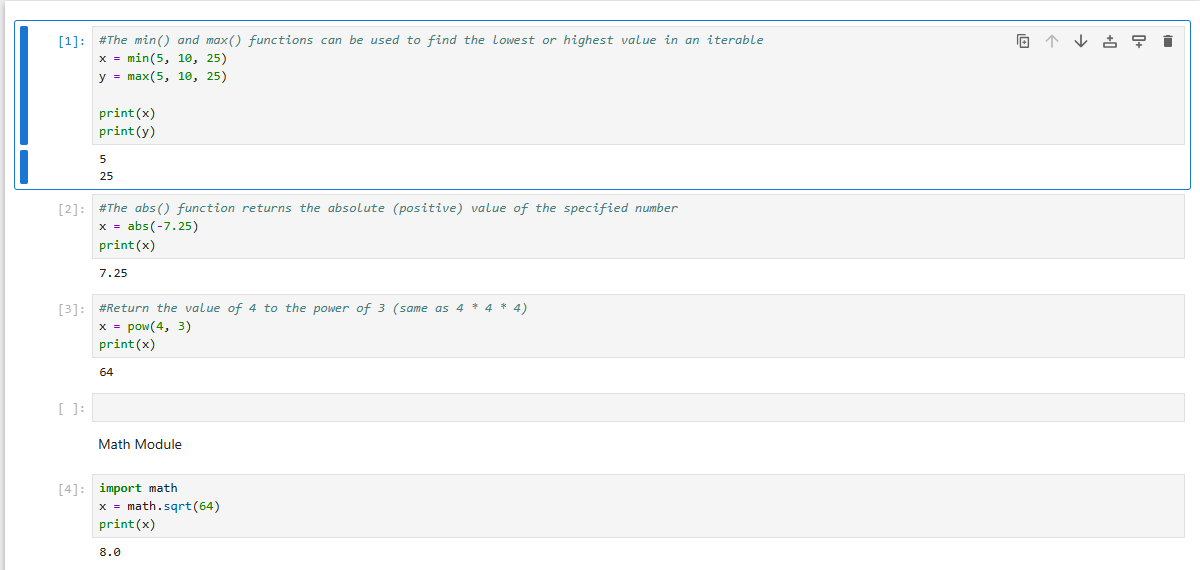 [1]: #The min() and max() functions can be used to find the lowest or highest value in an iterable
x = min(5, 10, 25)
y = max(5, 10, 25)
print(x)
print(y)
5
25
[2]: #The abs() function returns the absolute (positive) value of the specified number
x = abs(-7.25)
print(x)
7.25
[3]: #Return the value of 4 to the power of 3 (same as 4 * 4 * 4)
x = pow(4, 3)
print(x)
64
[ ]:
Math Module
[4]: import math
x = math.sqrt(64)
print(x)
8.0